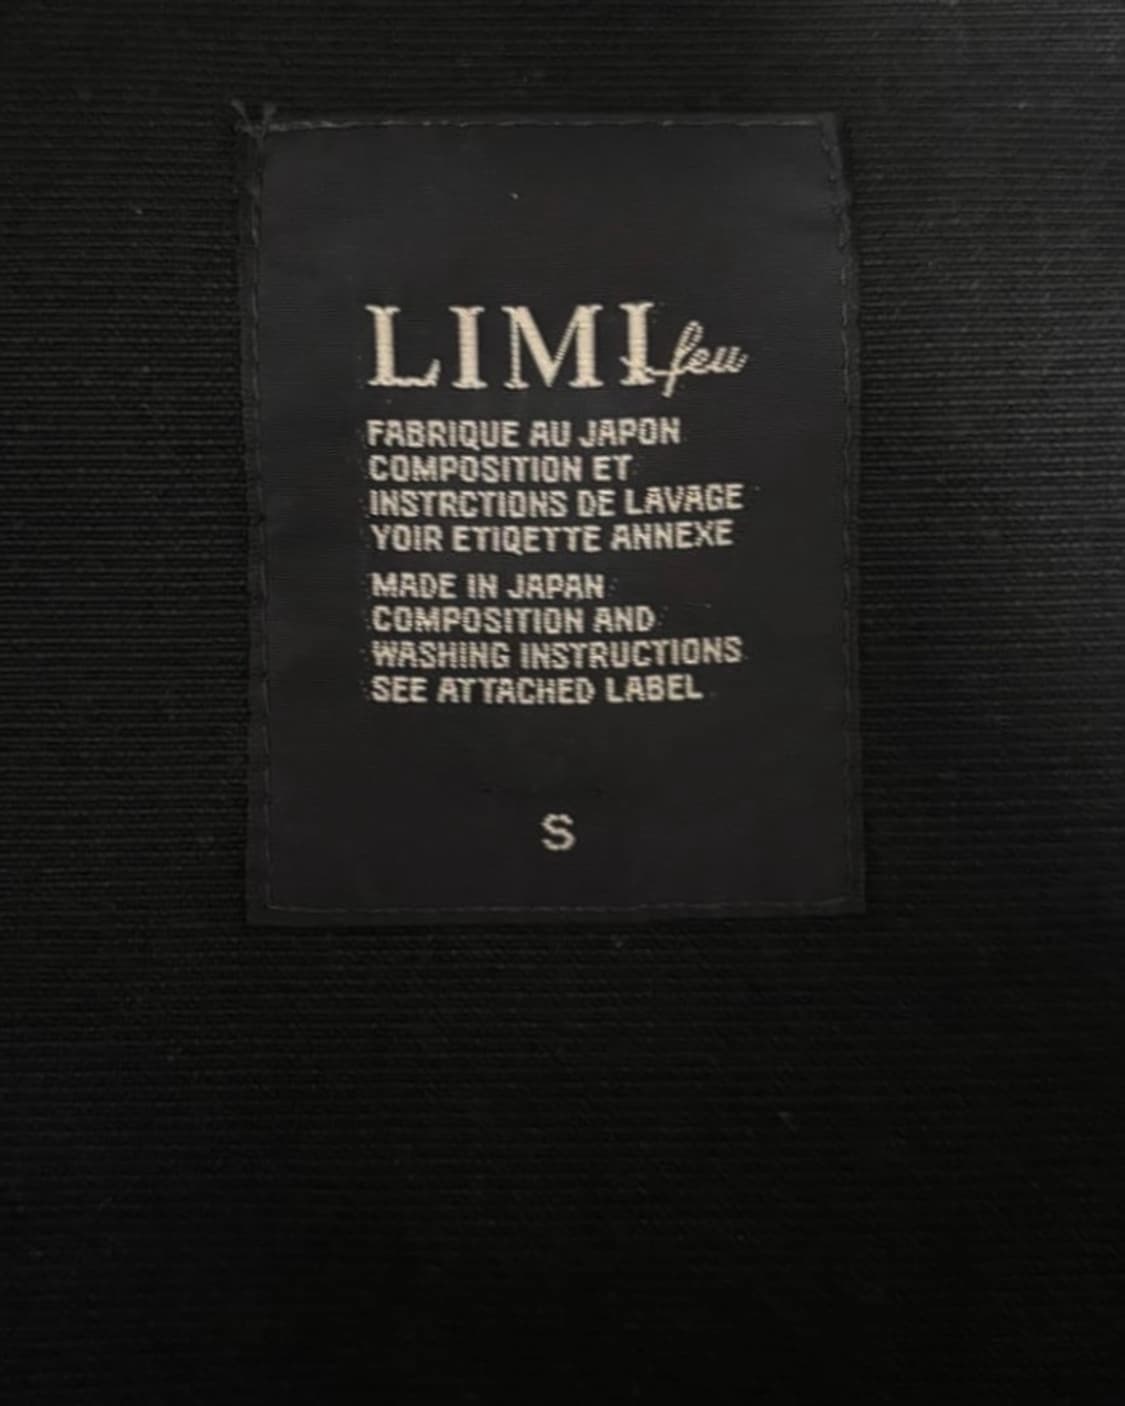 LIMI feu
FABRIQUE AU JAPON
COMPOSITION ET
INSTRCTIONS DE LAVAGE
YOIR ETIQETTE ANNEXE
MADE IN JAPAN
COMPOSITION AND
WASHING INSTRUCTIONS
SEE ATTACHED LABEL
S